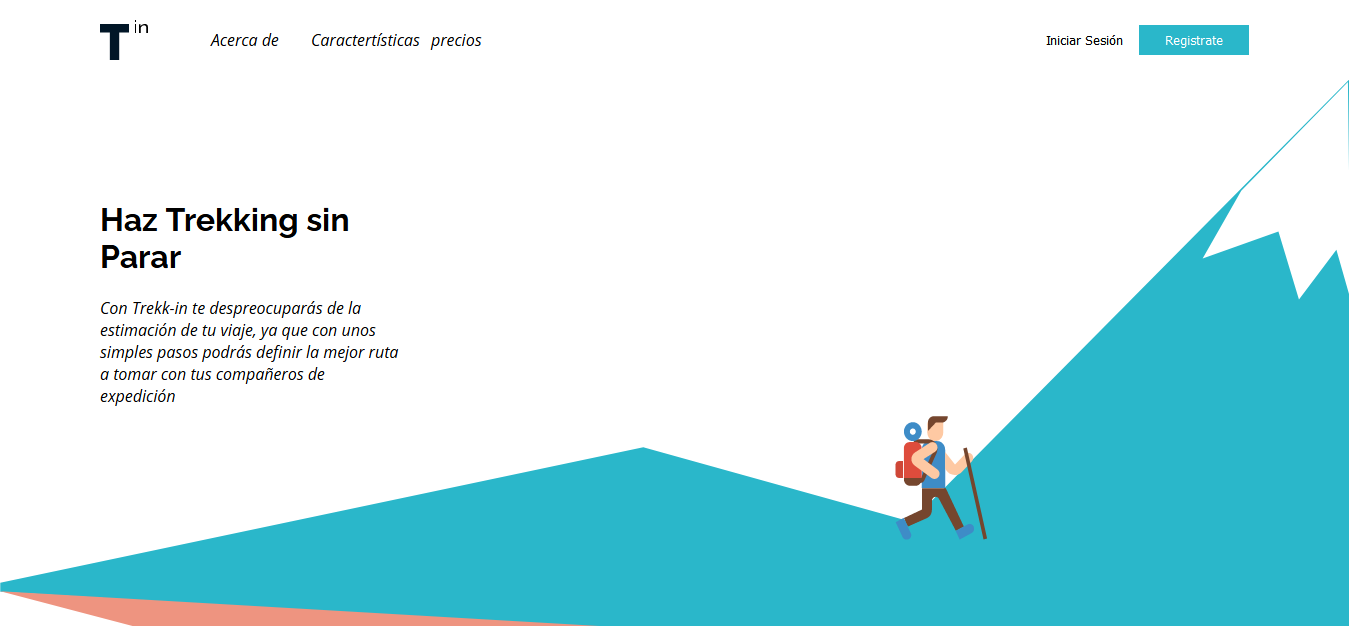 T in
Acerca de Caractertísticas precios
Iniciar Sesión Registrate
Haz Trekking sin
Parar
Con Trekk-in te despreocuparás de la
estimación de tu viaje, ya que con unos
simples pasos podrás definir la mejor ruta
a tomar con tus compañeros de
expedición